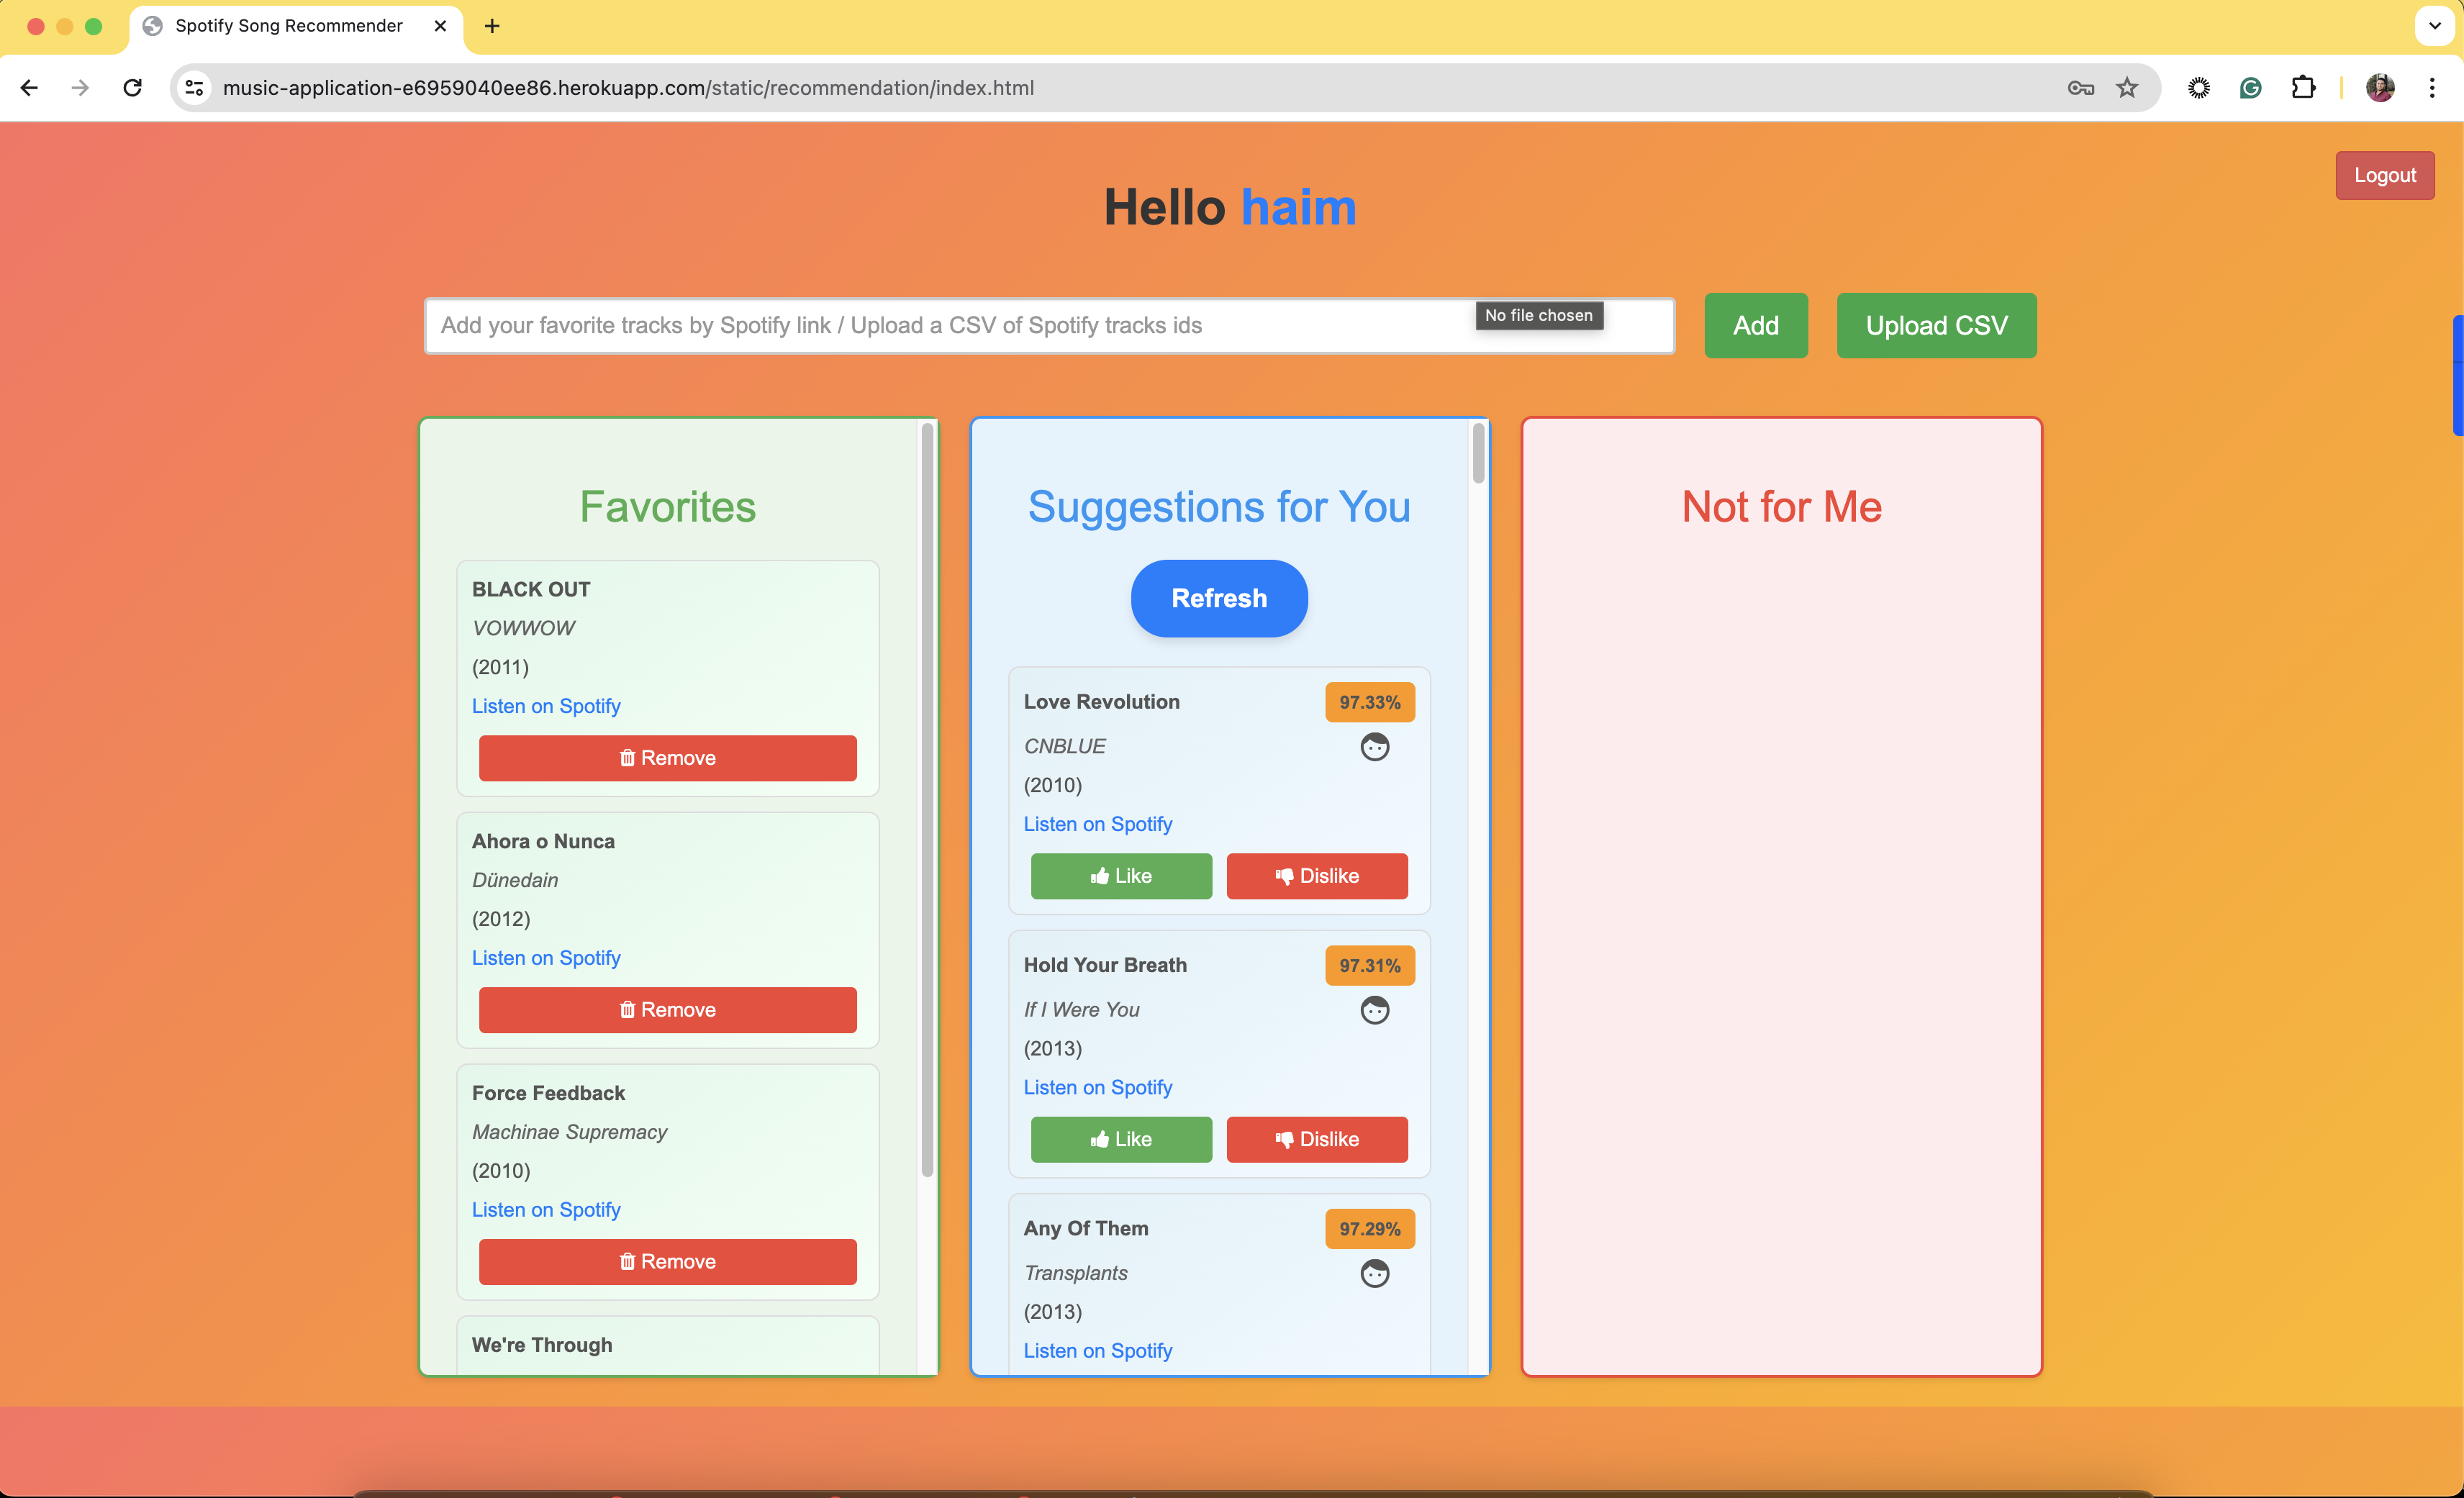 Spotify Song Recommender
music-application-e6959040ee86.herokuapp.com/static/recommendation/index.html
Logout
Hello haim
Add your favorite tracks by Spotify link / Upload a CSV of Spotify tracks ids
No file chosen
Add
Upload CSV
Favorites
BLACK OUT
VOWWOW
(2011)
Listen on Spotify
Remove
Ahora o Nunca
Dünedain
(2012)
Listen on Spotify
Remove
Force Feedback
Machinae Supremacy
(2010)
Listen on Spotify
Remove
We're Through
Suggestions for You
Refresh
Love Revolution
97.33%
CNBLUE
(2010)
Listen on Spotify
Like
Dislike
Hold Your Breath
97.31%
If I Were You
(2013)
Listen on Spotify
Like
Dislike
Any Of Them
97.29%
Transplants
(2013)
Listen on Spotify
Not for Me